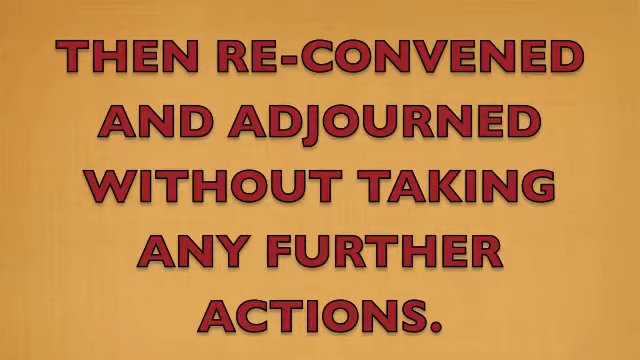 THEN RE-CONVENED
AND ADJOURNED
WITHOUT TAKING
ANY FURTHER
ACTIONS.